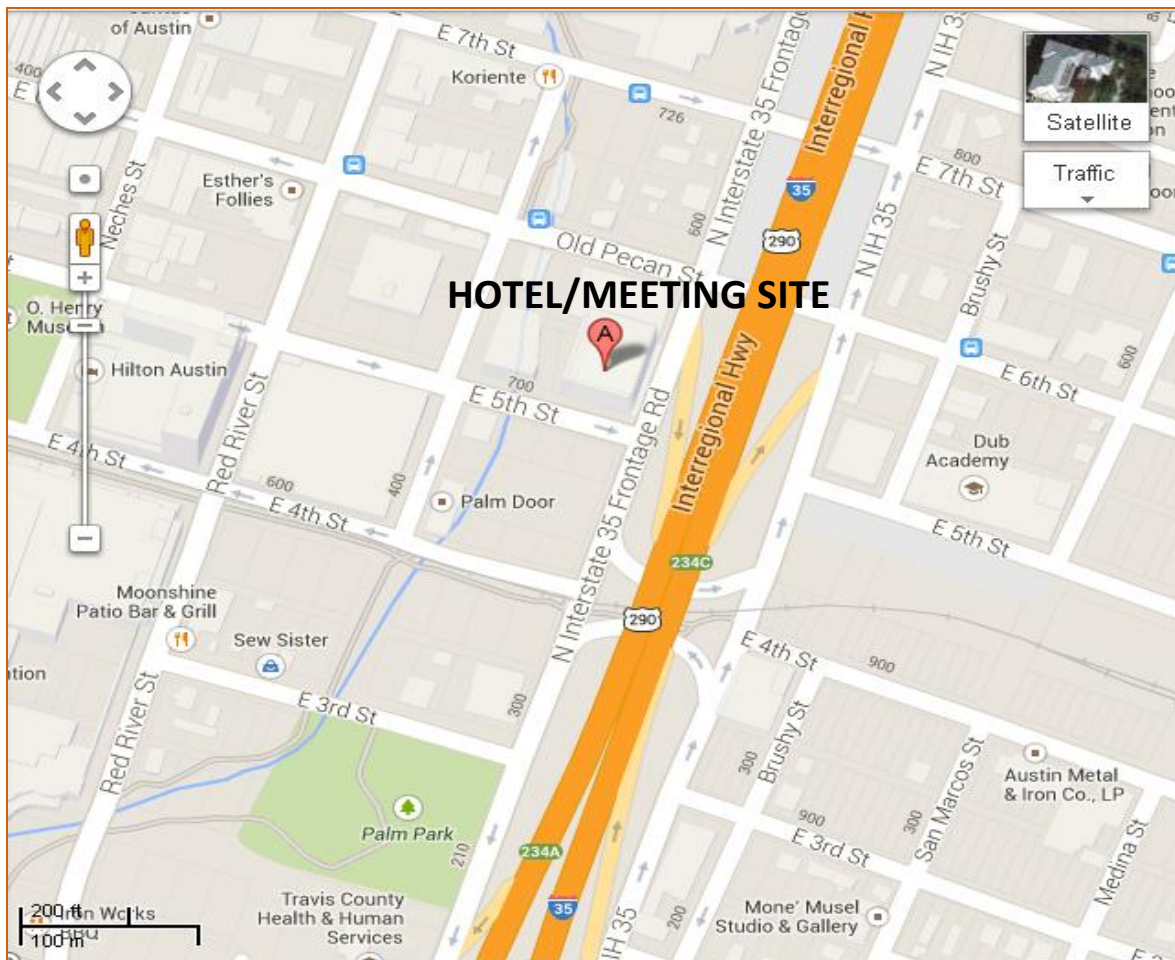 of Austin
E 7th St
Koriente
400
E
726
N Interstate 35 Frontage
Interregional
N IH 35
Satellite
Traffic
800
E 7th St
35
290
600
Neches St
Esther's
Follies
Old Pecan St
HOTEL/MEETING SITE
N IH 35
Brushy St
O. Henry
Museum
Hilton Austin
A
700
E 5th St
Red River St
Interregional Hwy
600
E 6th St
Dub
Academy
E 4th St
600
E 4th St
400
Palm Door
N Interstate 35 Frontage Rd
E 5th St
234C
290
Moonshine
Patio Bar & Grill
Sew Sister
E 4th St
900
E 3rd St
300
Red River St
Brushy St
300
San Marcos St
Austin Metal
& Iron Co., LP
Palm Park
210
234A
900
E 3rd St
300
Medina St
Travis County
Health & Human
Services
35
IH 35
200
Mone' Musel
Studio & Gallery
200 ft
Iron Works
BBQ
100 m